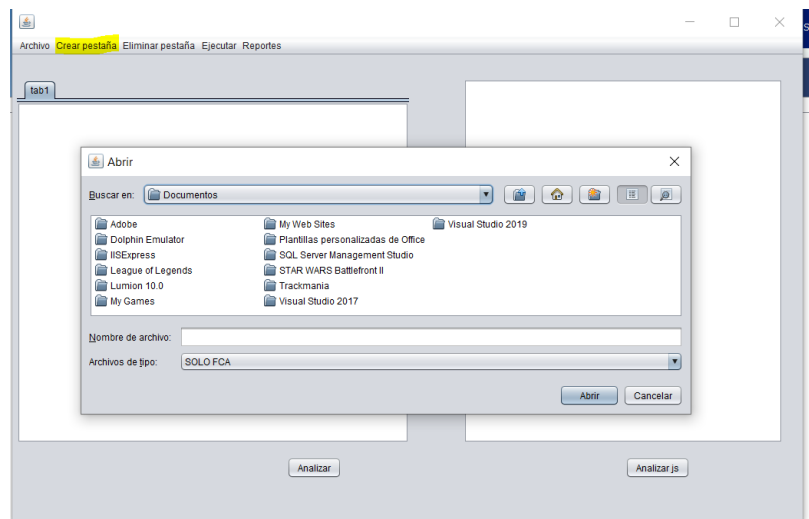 Archivo Crear pestaña Eliminar pestaña Ejecutar Reportes
tab1
Abrir
Buscar en: Documentos
Adobe
Dolphin Emulator
IISExpress
League of Legends
Lumion 10.0
My Games
My Web Sites
Plantillas personalizadas de Office
SQL Server Management Studio
STAR WARS Battlefront II
Trackmania
Visual Studio 2017
Visual Studio 2019
Nombre de archivo:
Archivos de tipo: SOLO FCA
Abrir Cancelar
Analizar Analizar js